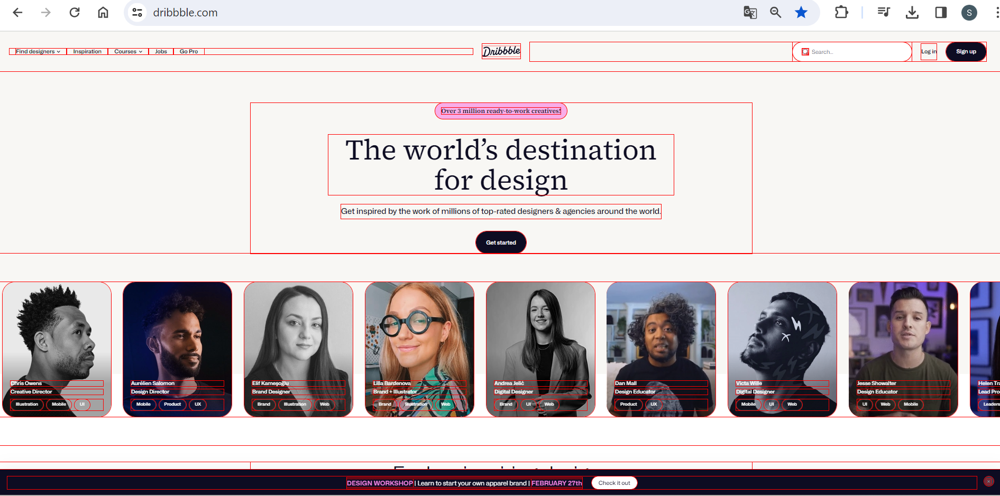 dribbble.com
S
Find designers Inspiration Courses Jobs Go Pro
Dribbble
Search...
Log in
Sign up
Over 3 million ready-to-work creatives!
The world's destination
for design
Get inspired by the work of millions of top-rated designers & agencies around the world.
Get started
Chris Owens
Creative Director
Illustration Mobile UI
Aurélien Salomon
Design Director
Mobile Product UX
Elif Kameşoğlu
Brand Designer
Brand Illustration Web
Lilla Bardenova
Brand + Illustrator
Brand Illustration Web
Andrea Jelić
Digital Designer
Brand UI Web
Dan Mall
Design Educator
Product UX
Victa Wille
Digital Designer
Mobile UI Web
Jesse Showalter
Design Educator
UI Web Mobile
Helen Tra
Lead Pro
Leaders
DESIGN WORKSHOP | Learn to start your own apparel brand | FEBRUARY 27th
Check it out